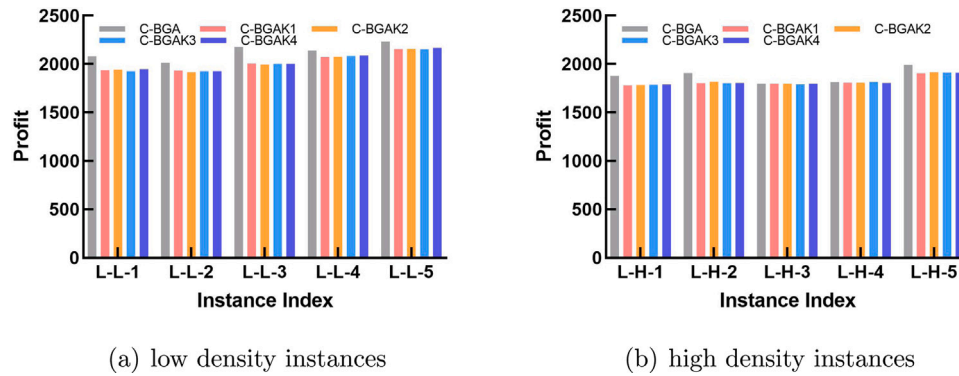 2500
C-BGA C-BGAK1 C-BGAK2
C-BGAK3 C-BGAK4
2000
1500
1000
500
0
Profit
L-L-1 L-L-2 L-L-3 L-L-4 L-L-5
Instance Index
(a) low density instances
2500
C-BGA C-BGAK1 C-BGAK2
C-BGAK3 C-BGAK4
2000
1500
1000
500
0
Profit
L-H-1 L-H-2 L-H-3 L-H-4 L-H-5
Instance Index
(b) high density instances